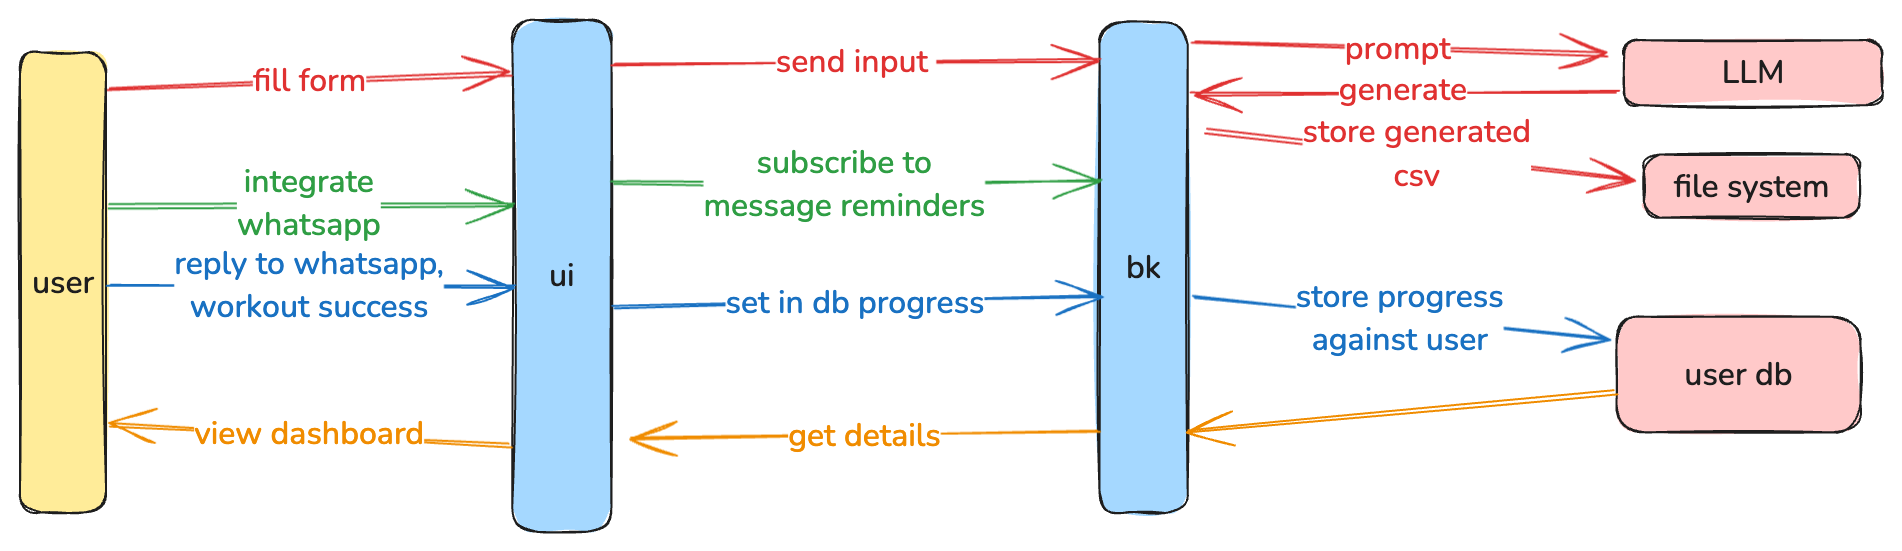 fill form
send input
prompt
LLM
generate
store generated
csv
file system
integrate
whatsapp
subscribe to
message reminders
user
reply to whatsapp,
workout success
ui
set in db progress
bk
store progress
against user
user db
view dashboard
get details